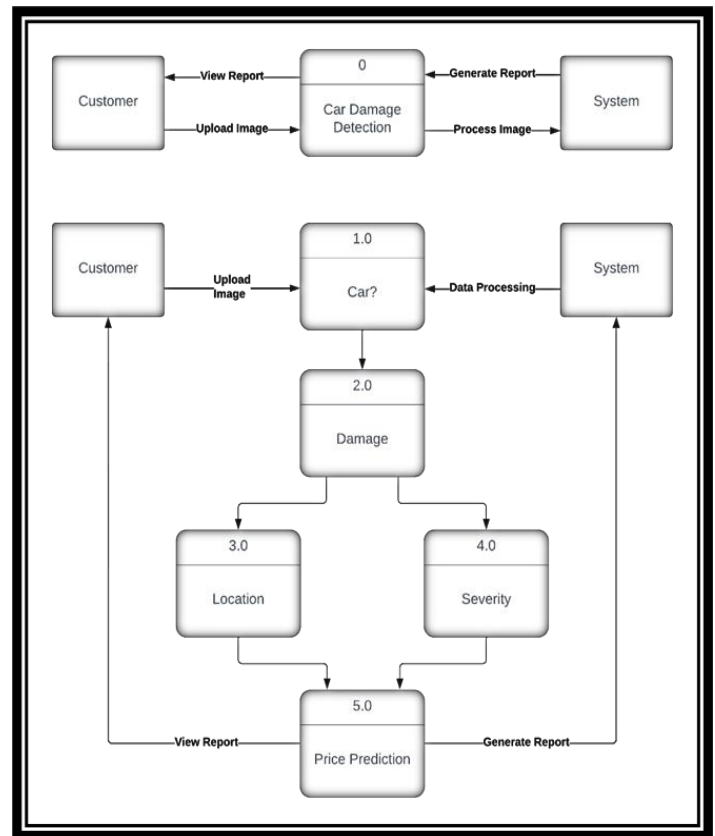 0
View Report
Generate Report
Customer
Car Damage
Detection
System
Upload Image
Process Image
1.0
Customer
System
Upload
Image
Car?
Data Processing
2.0
Damage
3.0
4.0
Location
Severity
5.0
View Report
Generate Report
Price Prediction